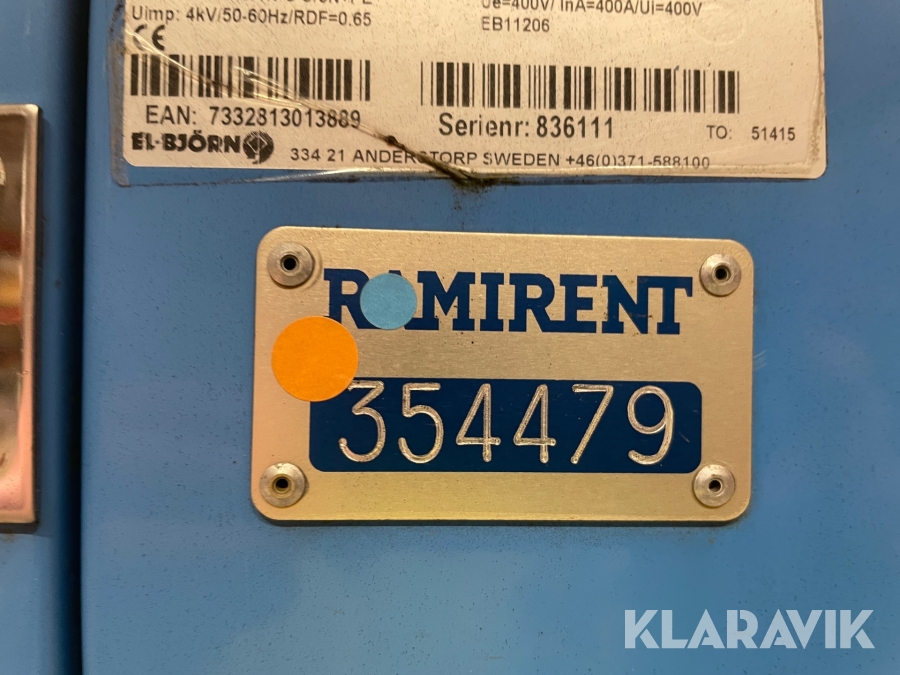 Uimp: 4kV/50-60Hz/RDF=0.65
Ue=400V/ InA=400A/Ui=400V
EB11206
CE
EAN: 7332813013889
Serienr: 836111
TO: 51415
EL-BJÖRN
334 21 ANDERSTORP SWEDEN +46(0)371-588100
RAMIRENT
354479
KLARAVIK